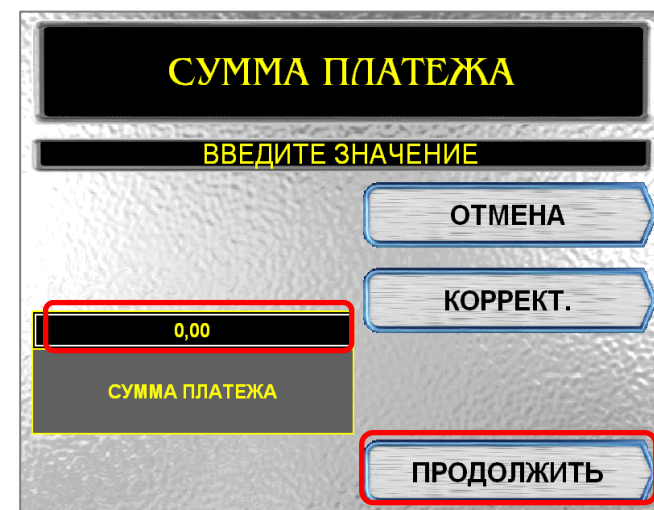 СУММА ПЛАТЕЖА
ВВЕДИТЕ ЗНАЧЕНИЕ
ОТМЕНА
КОРРЕКТ.
0,00
СУММА ПЛАТЕЖА
ПРОДОЛЖИТЬ